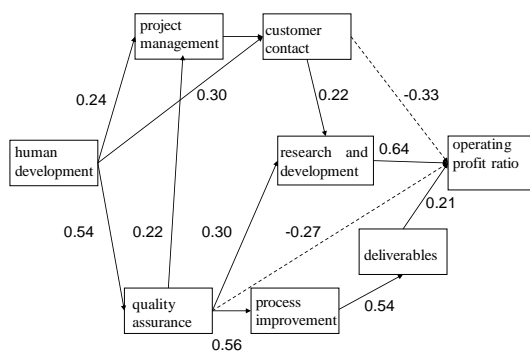 project
management
customer
contact
0.24
0.30
0.22
-0.33
human
development
research and
development
0.64
operating
profit ratio
0.54
0.22
0.30
-0.27
0.21
deliverables
quality
assurance
process
improvement
0.54
0.56